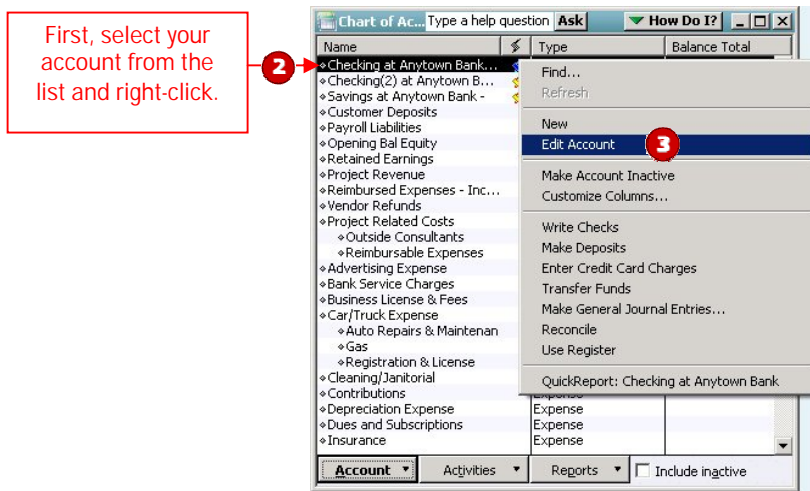 First, select your
account from the
list and right-click.
2
Chart of Ac... Type a help question Ask How Do I?
Name Type Balance Total
Checking at Anytown Bank...
Checking(2) at Anytown B...
Savings at Anytown Bank -
Customer Deposits
Payroll Liabilities
Opening Bal Equity
Retained Earnings
Project Revenue
Reimbursed Expenses - Inc...
Vendor Refunds
Project Related Costs
Outside Consultants
Reimbursable Expenses
Advertising Expense
Bank Service Charges
Business License & Fees
Car/Truck Expense
Auto Repairs & Maintenan
Gas
Registration & License
Cleaning/Janitorial
Contributions
Depreciation Expense Expense
Dues and Subscriptions Expense
Insurance Expense
Find...
Refresh
New
Edit Account 3
Make Account Inactive
Customize Columns...
Write Checks
Make Deposits
Enter Credit Card Charges
Transfer Funds
Make General Journal Entries...
Reconcile
Use Register
QuickReport: Checking at Anytown Bank
Account Activities Reports Include inactive